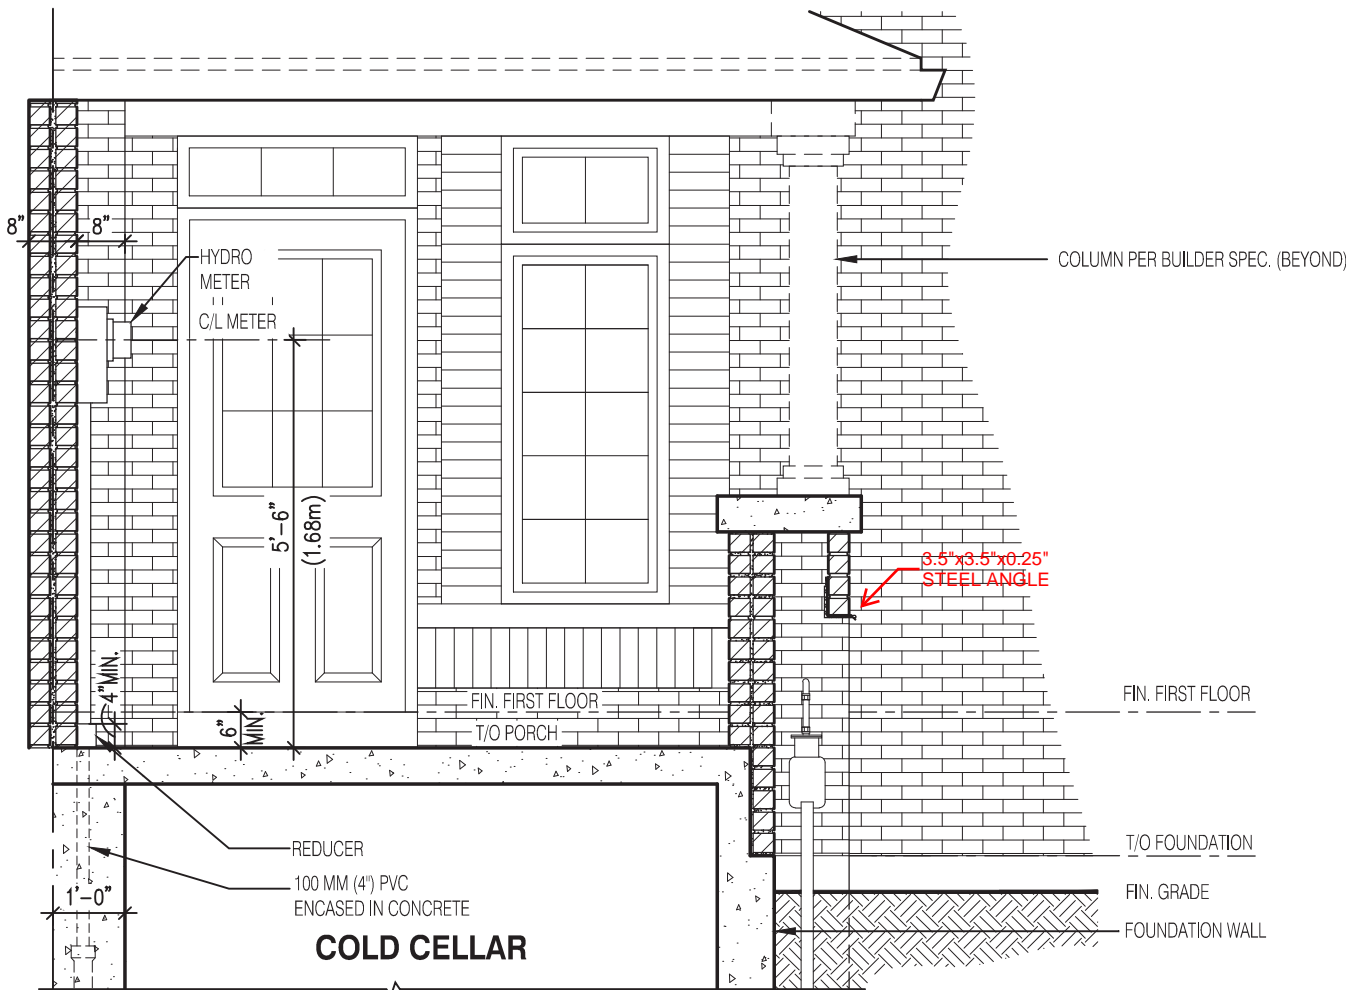 8"
8"
HYDRO
METER
C/L METER
COLUMN PER BUILDER SPEC. (BEYOND)
5'-6"
(1.68m)
3.5"x3.5"x0.25"
STEEL ANGLE
4"MIN.
6"
MIN.
FIN. FIRST FLOOR
T/O PORCH
FIN. FIRST FLOOR
REDUCER
T/O FOUNDATION
100 MM (4") PVC
ENCASED IN CONCRETE
1'-0"
FIN. GRADE
FOUNDATION WALL
COLD CELLAR